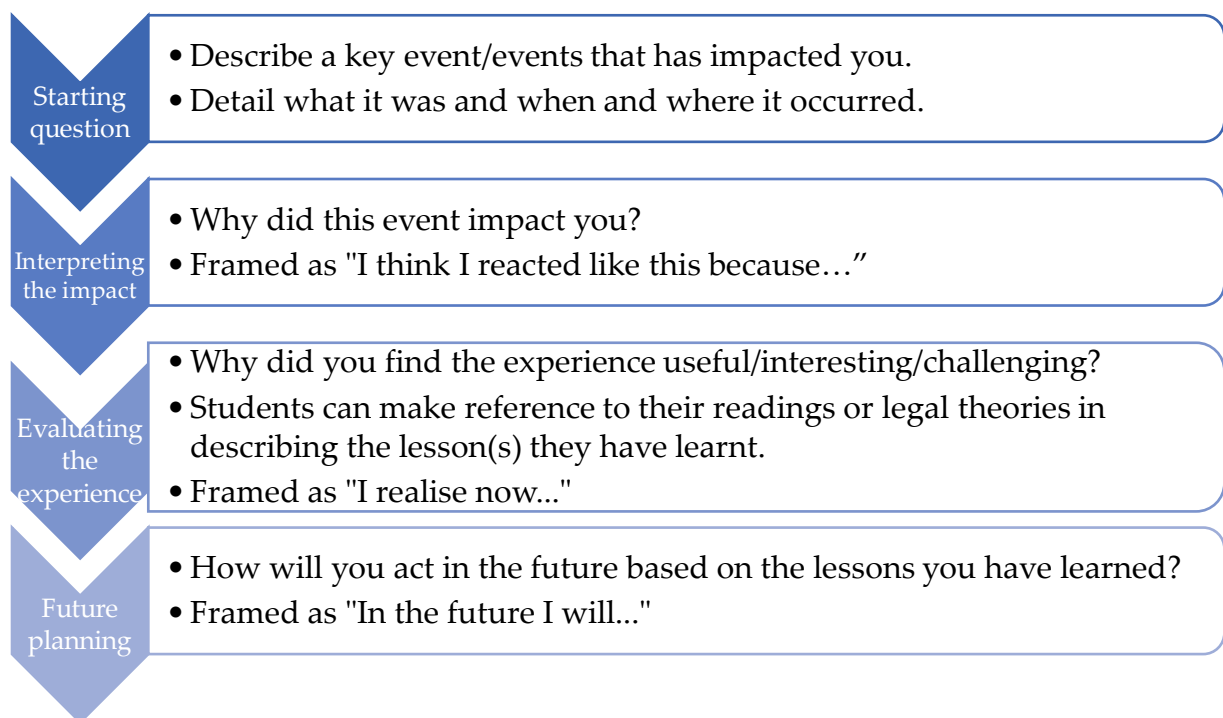 Starting
question
• Describe a key event/events that has impacted you.
• Detail what it was and when and where it occurred.
Interpreting
the impact
• Why did this event impact you?
• Framed as "I think I reacted like this because…”
Evaluating
the
experience
• Why did you find the experience useful/interesting/challenging?
• Students can make reference to their readings or legal theories in
describing the lesson(s) they have learnt.
• Framed as "I realise now..."
Future
planning
• How will you act in the future based on the lessons you have learned?
• Framed as "In the future I will..."